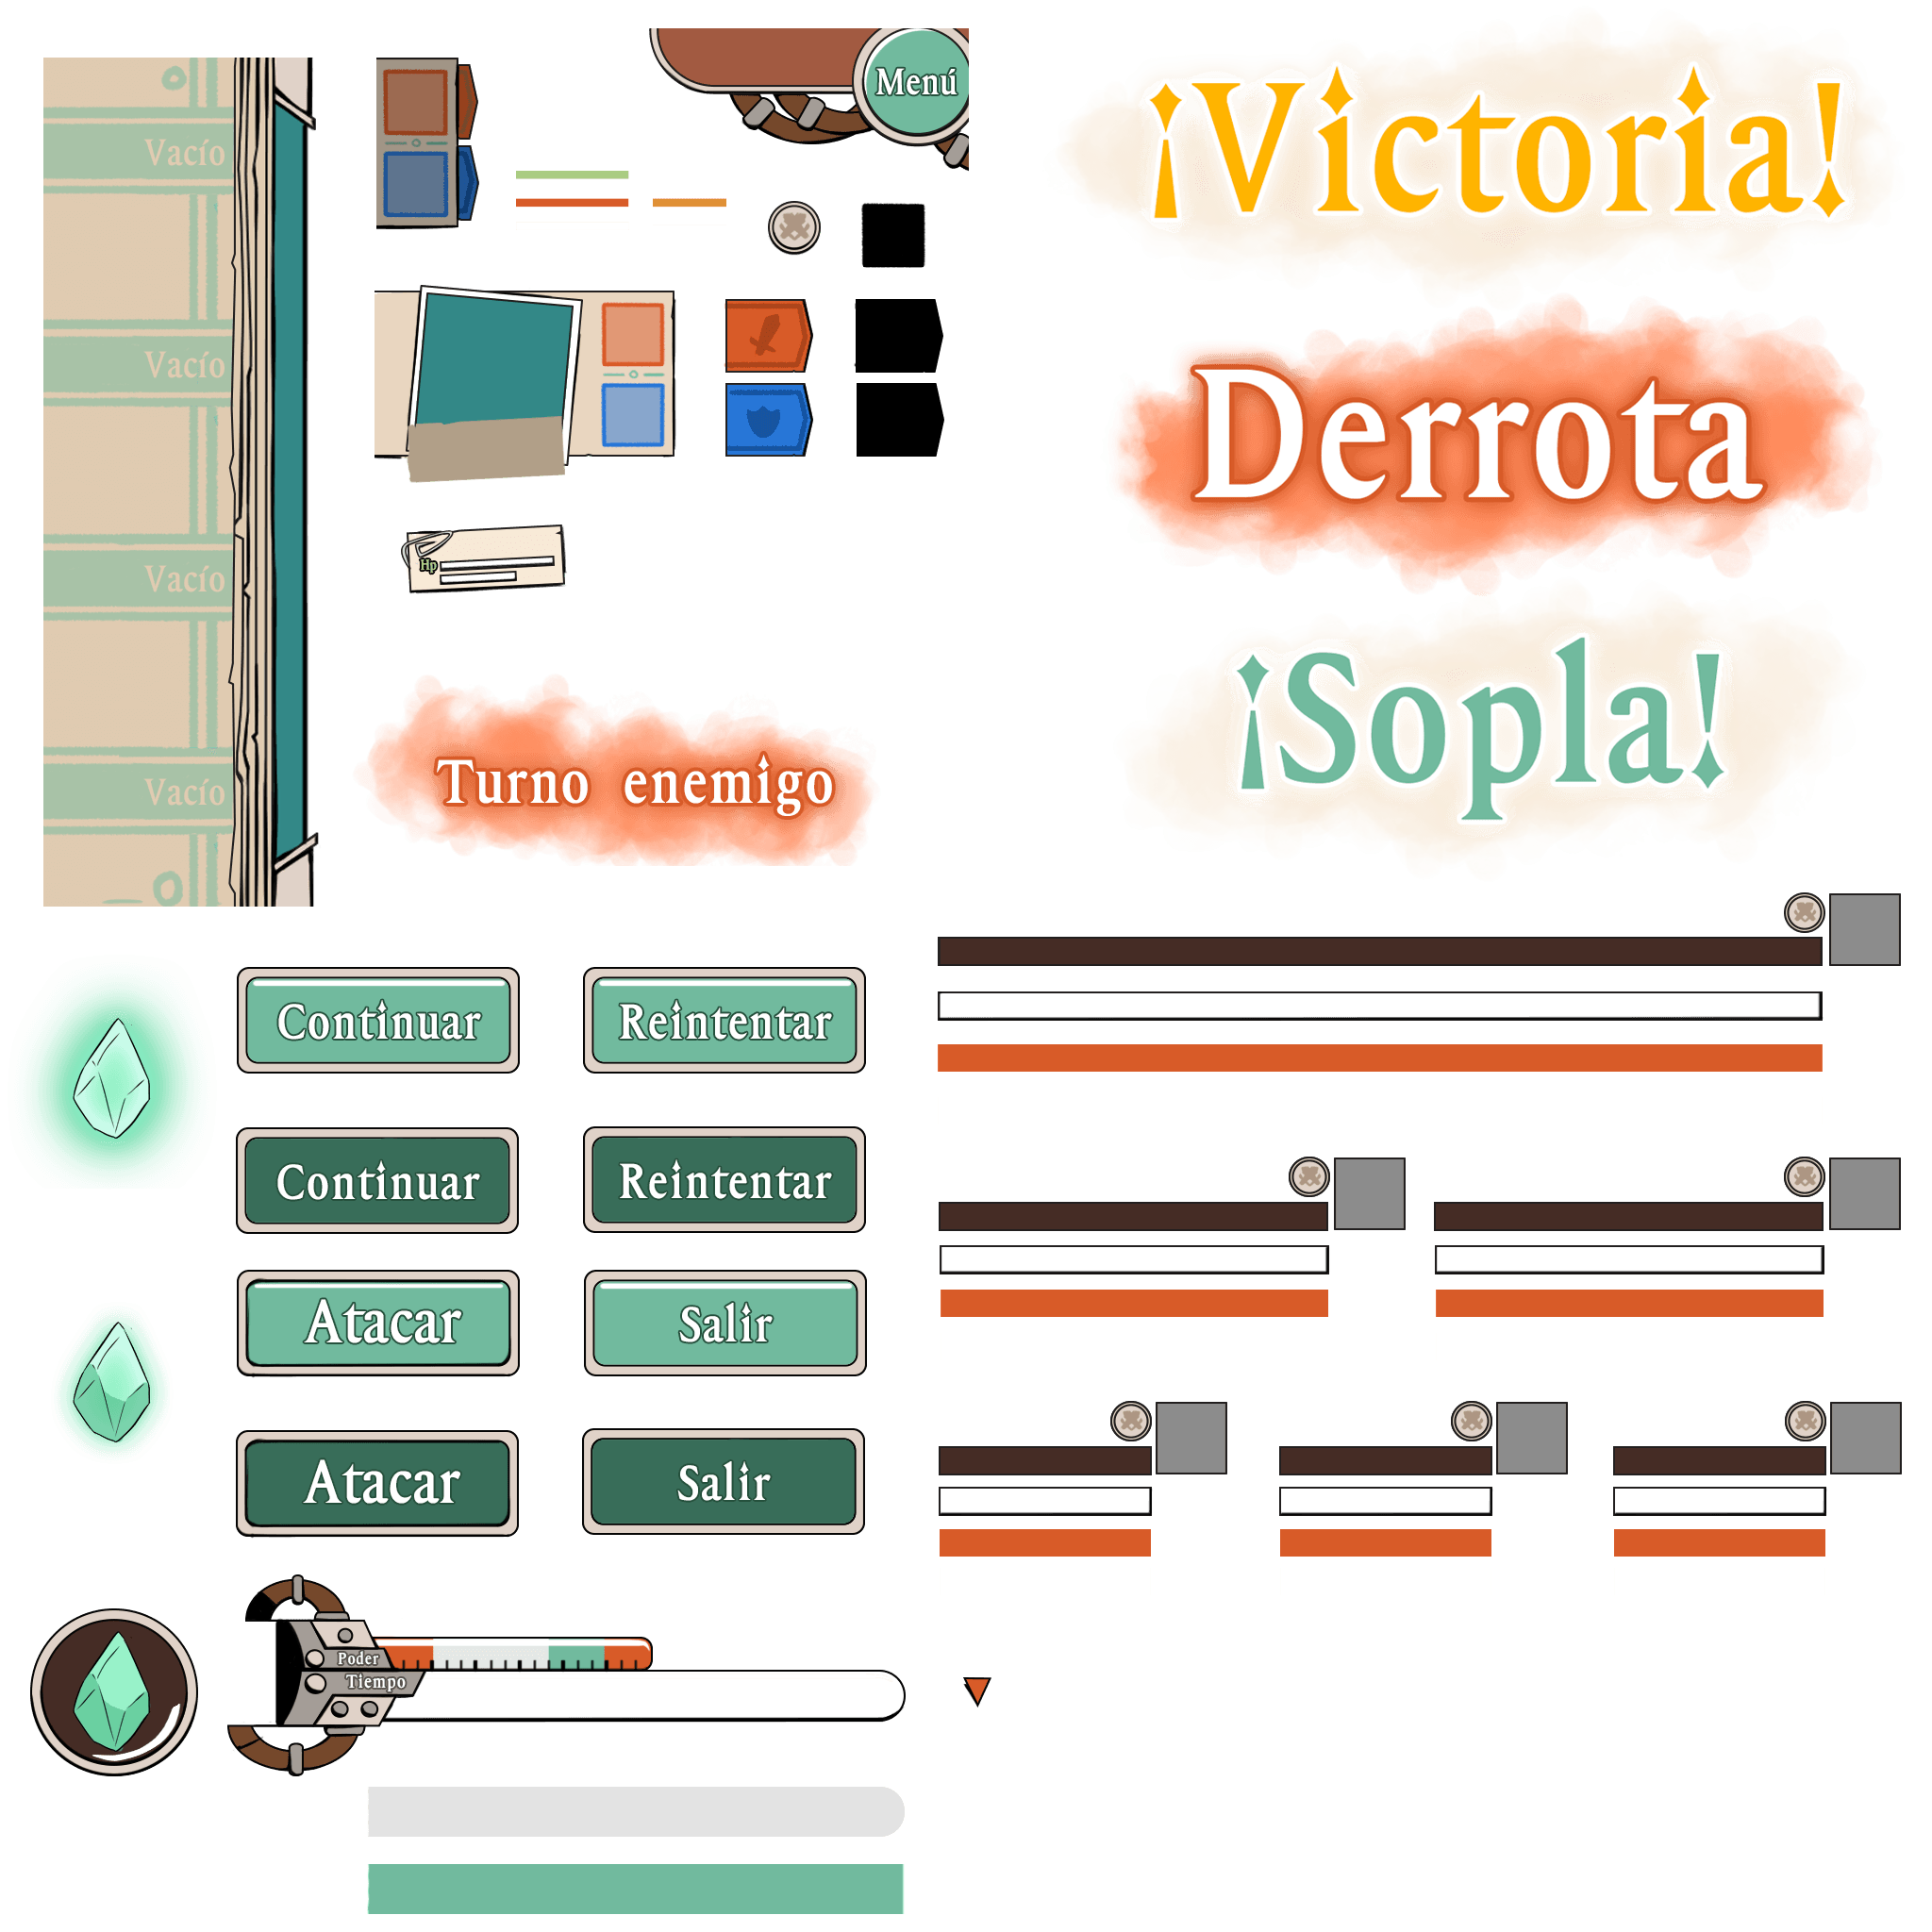 Menú
¡Victoria!
Vacío
Vacío
Vacío
Vacío
Derrota
Hp
¡Sopla!
Turno enemigo
Continuar
Reintentar
Continuar
Reintentar
Atacar
Salir
Atacar
Salir
Poder
Tiempo